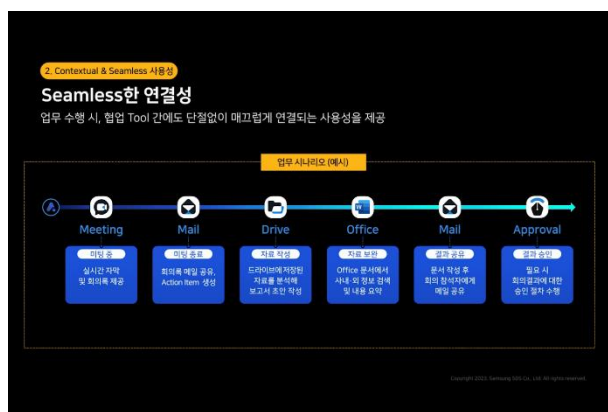 2. Contextual & Seamless 사용성
Seamless한 연결성
업무 수행 시, 협업 Tool 간에도 단절없이 매끄럽게 연결되는 사용성을 제공
업무 시나리오 (예시)
Meeting
Mail
Drive
Office
Mail
Approval
미팅 중
실시간 자막
및 회의록 제공
미팅 종료
회의록 메일 공유,
Action Item 생성
자료 작성
드라이브에 저장된
자료를 분석해
보고서 초안 작성
자료 보완
Office 문서에서
사내·외 정보 검색
및 내용 요약
결과 공유
문서 작성 후
회의 참석자에게
메일 공유
결과 승인
필요 시
회의결과에 대한
승인 절차 수행
Copyright 2023. Samsung SDS Co., Ltd. All rights reserved.